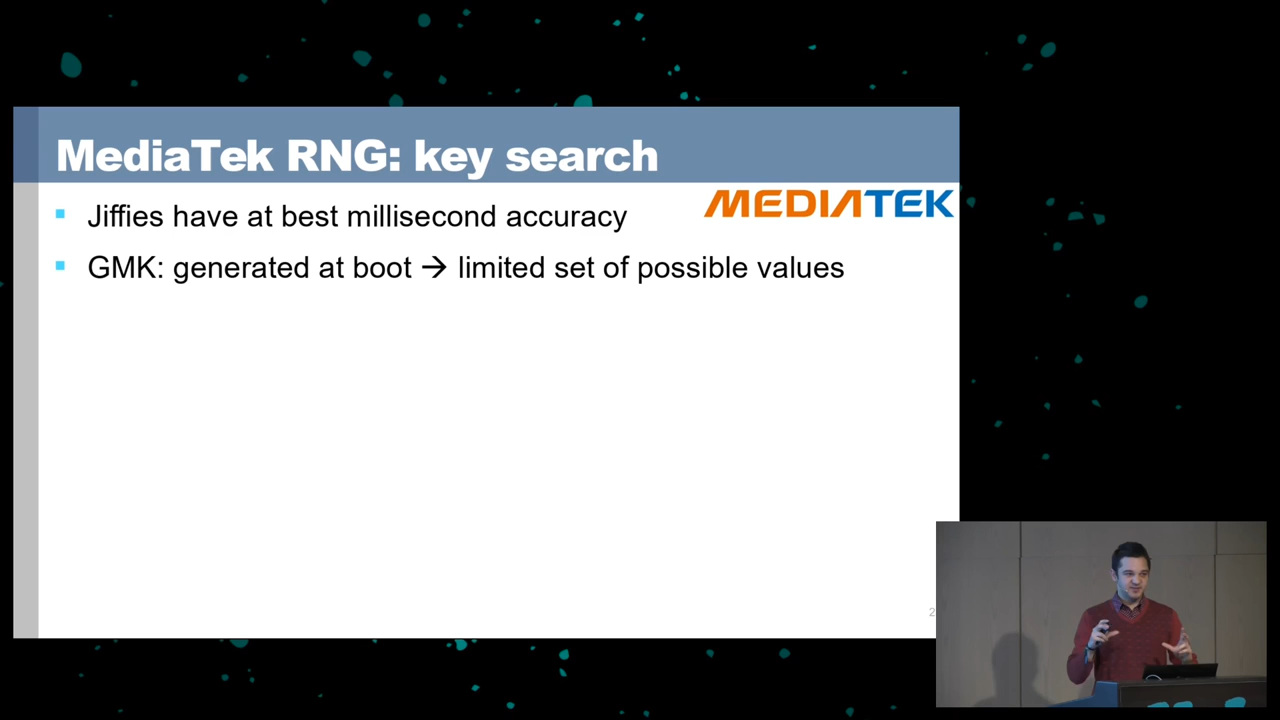 MediaTek RNG: key search
MEDIATEK
Jiffies have at best millisecond accuracy
GMK: generated at boot → limited set of possible values
2